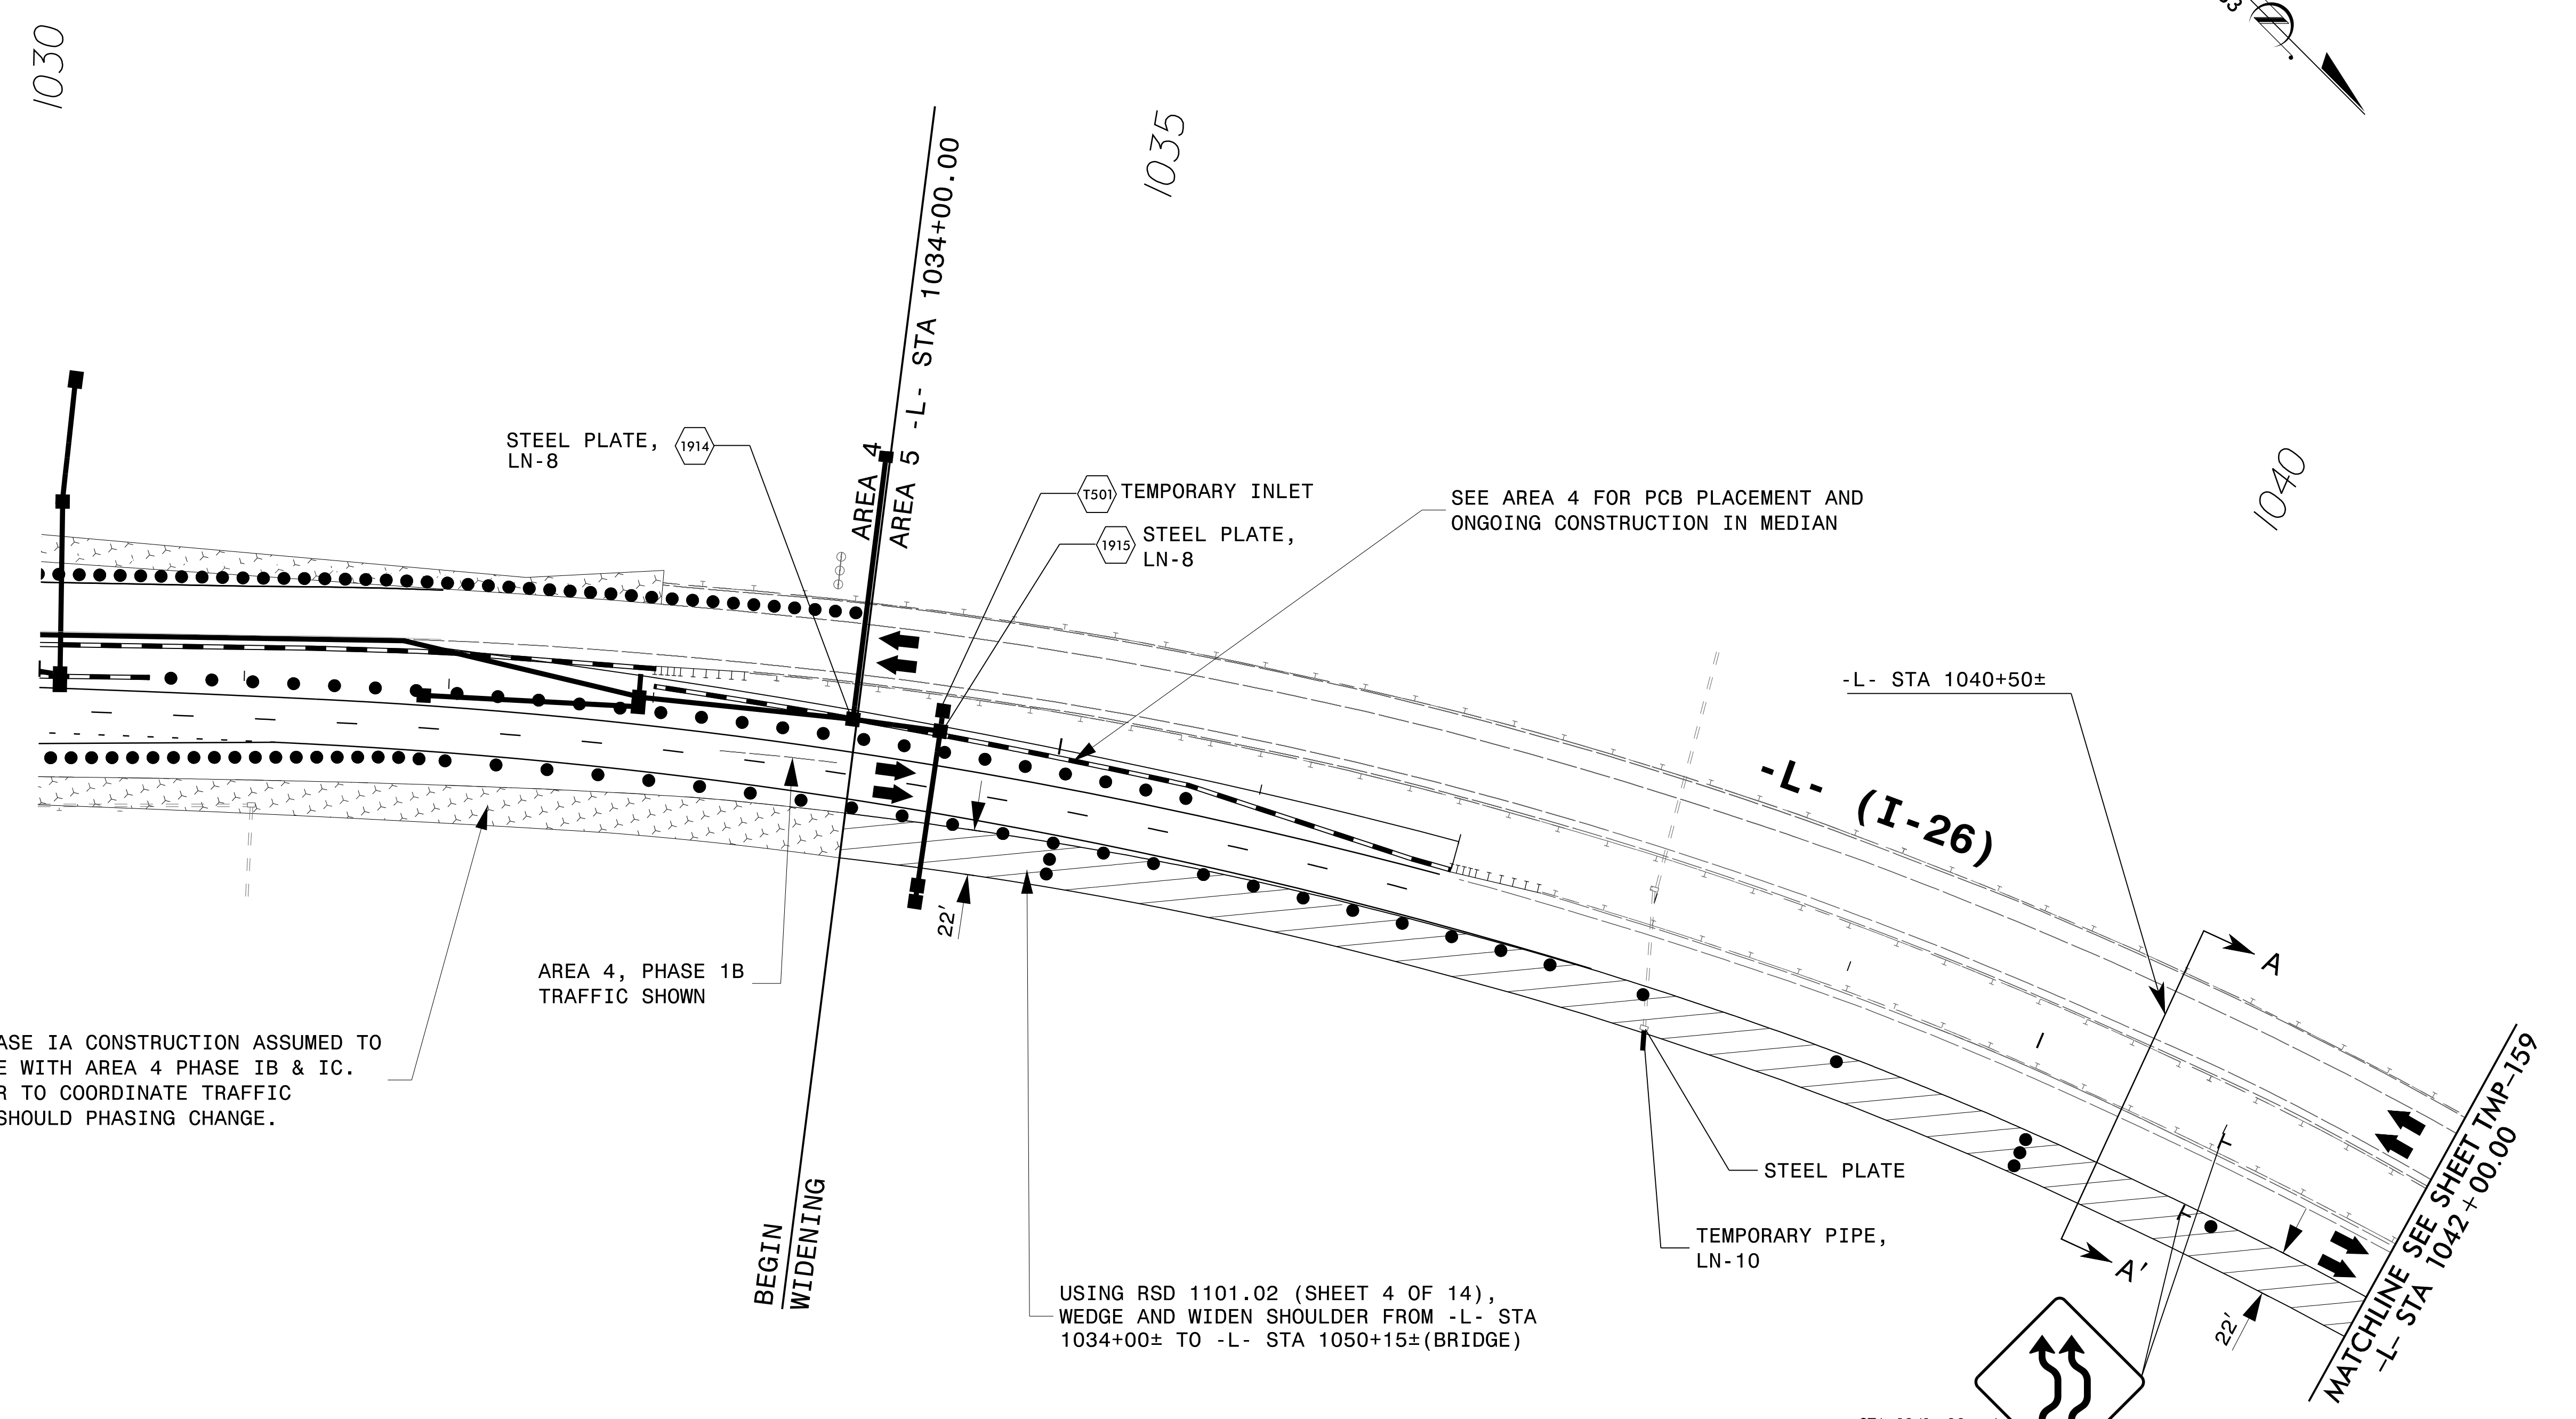 1030
1035
1040
AREA 4
AREA 5 -L- STA 1034+00.00
STEEL PLATE,
LN-8
1914
T501
TEMPORARY INLET
1915
STEEL PLATE,
LN-8
SEE AREA 4 FOR PCB PLACEMENT AND
ONGOING CONSTRUCTION IN MEDIAN
-L- STA 1040+50±
-L- (I-26)
A
A'
22'
AREA 4, PHASE 1B
TRAFFIC SHOWN
IA CONSTRUCTION ASSUMED TO
WITH AREA 4 PHASE IB & IC.
TO COORDINATE TRAFFIC
SHOULD PHASING CHANGE.
BEGIN
WIDENING
STEEL PLATE
TEMPORARY PIPE,
LN-10
USING RSD 1101.02 (SHEET 4 OF 14),
WEDGE AND WIDEN SHOULDER FROM -L- STA
1034+00± TO -L- STA 1050+15±(BRIDGE)
22'
MATCHLINE SEE SHEET TMP-159
-L- STA 1042+00.00